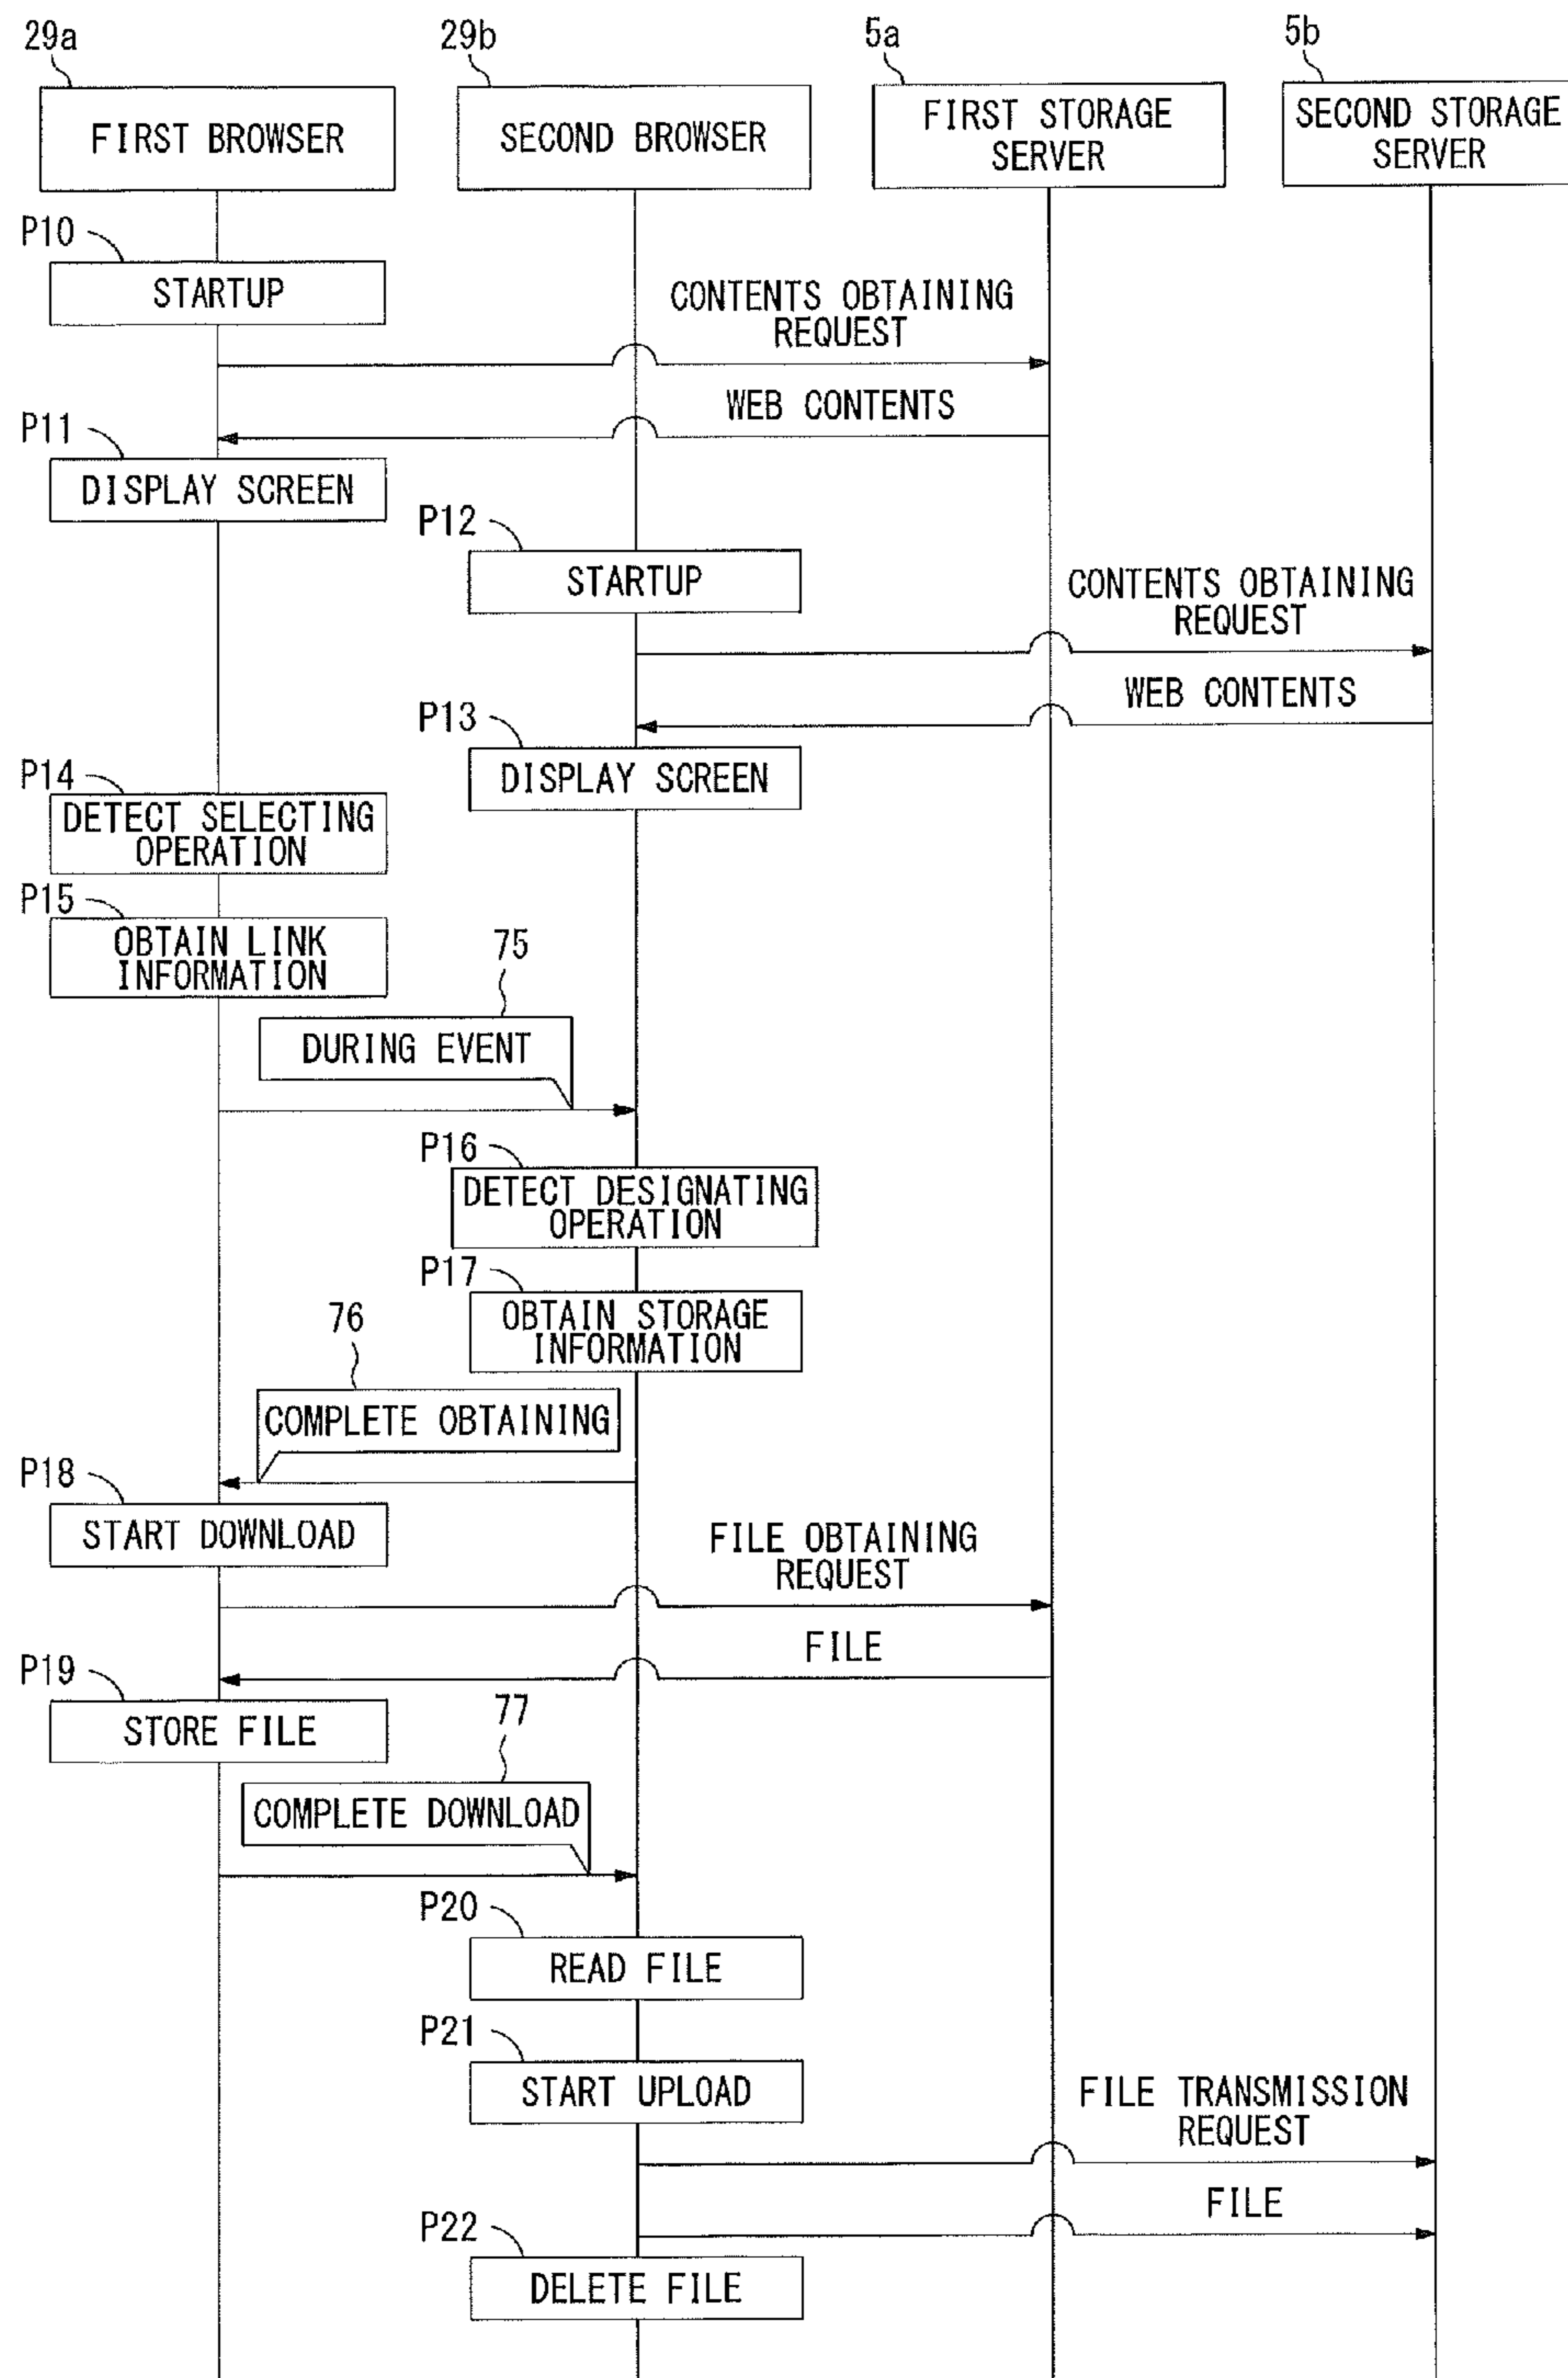 29a
29b
5a
5b
FIRST BROWSER
SECOND BROWSER
FIRST STORAGE
SERVER
SECOND STORAGE
SERVER
P10
STARTUP
CONTENTS OBTAINING
REQUEST
WEB CONTENTS
P11
DISPLAY SCREEN
P12
STARTUP
CONTENTS OBTAINING
REQUEST
WEB CONTENTS
P13
DISPLAY SCREEN
P14
DETECT SELECTING
OPERATION
P15
OBTAIN LINK
INFORMATION
75
DURING EVENT
P16
DETECT DESIGNATING
OPERATION
P17
OBTAIN STORAGE
INFORMATION
76
COMPLETE OBTAINING
P18
START DOWNLOAD
FILE OBTAINING
REQUEST
FILE
P19
STORE FILE
77
COMPLETE DOWNLOAD
P20
READ FILE
P21
START UPLOAD
FILE TRANSMISSION
REQUEST
FILE
P22
DELETE FILE